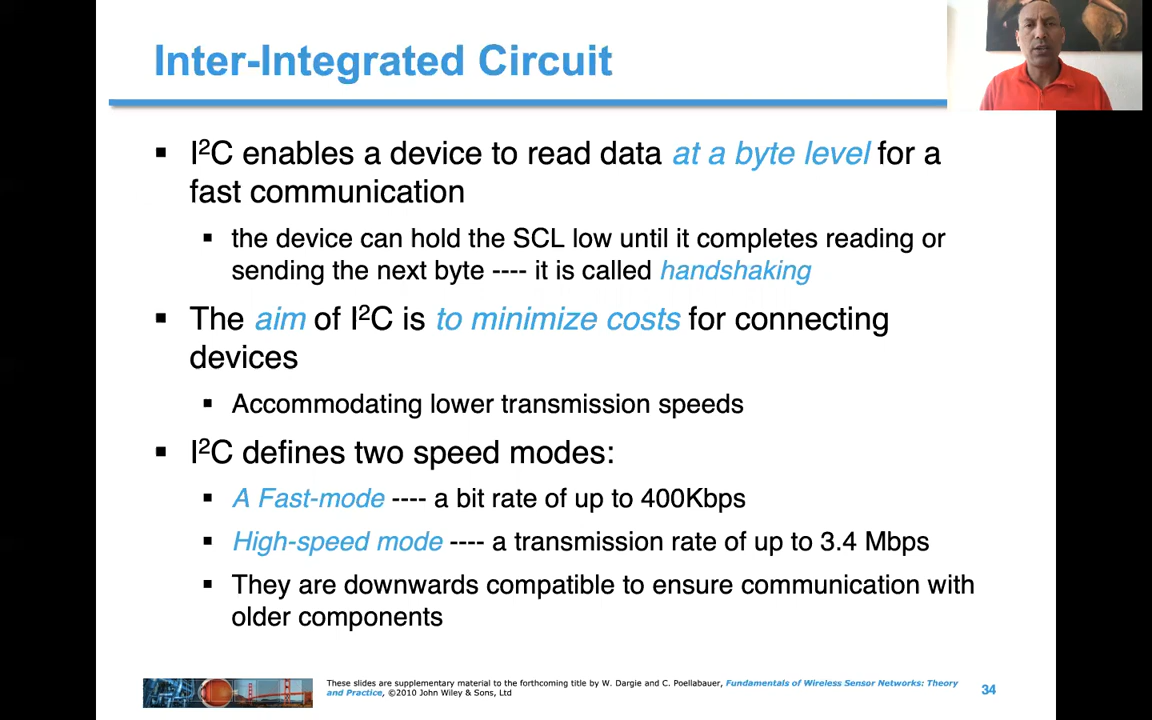 Inter-Integrated Circuit
▪ I²C enables a device to read data at a byte level for a
fast communication
▪ the device can hold the SCL low until it completes reading or
sending the next byte ---- it is called handshaking
▪ The aim of I²C is to minimize costs for connecting
devices
▪ Accommodating lower transmission speeds
▪ I²C defines two speed modes:
▪ A Fast-mode ---- a bit rate of up to 400Kbps
▪ High-speed mode ---- a transmission rate of up to 3.4 Mbps
▪ They are downwards compatible to ensure communication with
older components
These slides are supplementary material to the forthcoming title by W. Dargie and C. Poellabauer, Fundamentals of Wireless Sensor Networks: Theory
and Practice, ©2010 John Wiley & Sons, Ltd
34